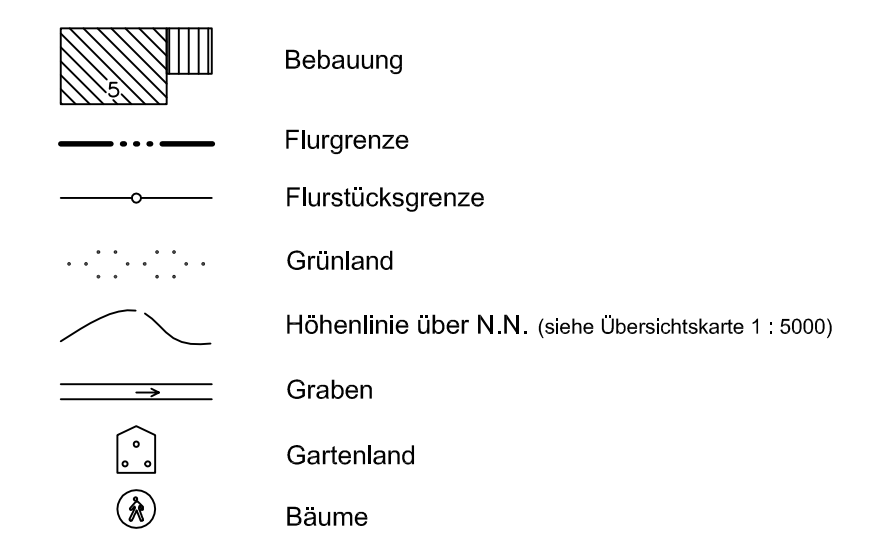 Bebauung
5
Flurgrenze
Flurstücksgrenze
Grünland
Höhenlinie über N.N. (siehe Übersichtskarte 1 : 5000)
Graben
Gartenland
Bäume